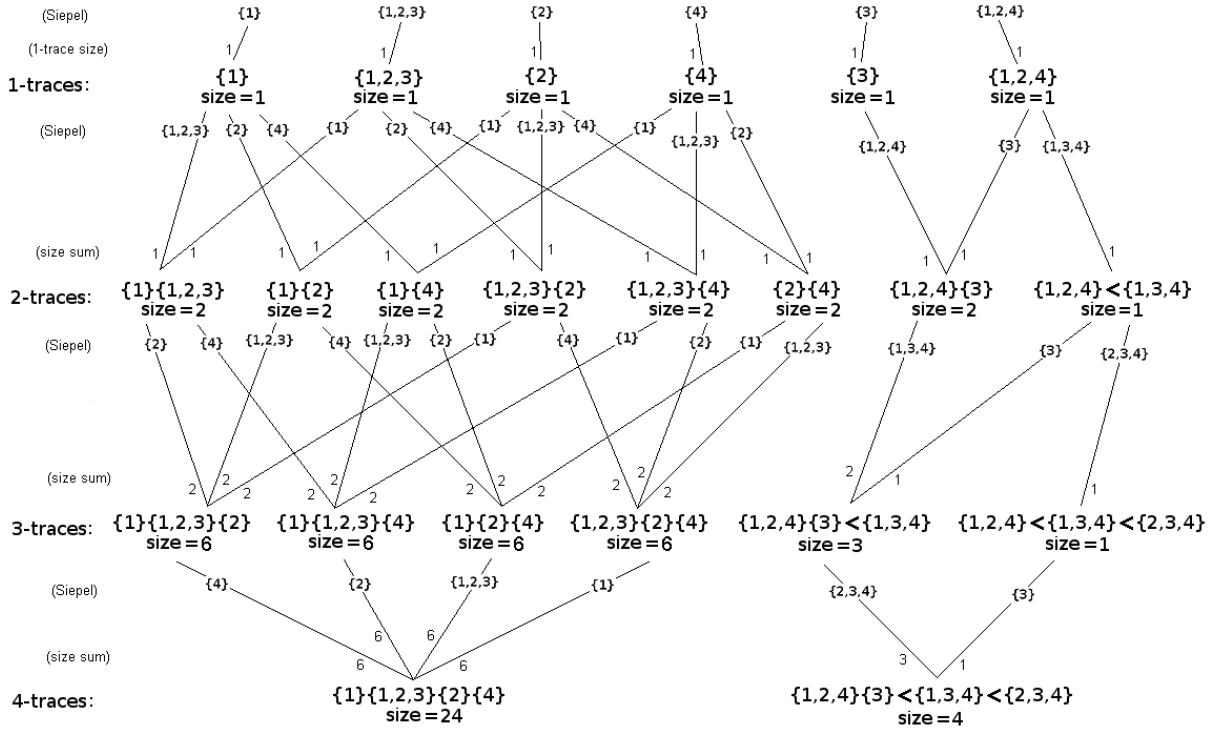 (Siepel) {1} {1,2,3} {2} {4} {3} {1,2,4}
(1-trace size) 1 1 1 1 1 1
1-traces: {1} {1,2,3} {2} {4} {3} {1,2,4}
size=1 size=1 size=1 size=1 size=1 size=1
(Siepel) {1,2,3} {2} {4} {1} {2} {4} {1} {1,2,3} {4} {1} {1,2,3} {2} {1,2,4} {3} {1,3,4}
(size sum) 1 1 1 1 1 1 1 1 1 1 1 1 1 1 1
2-traces: {1}{1,2,3} {1}{2} {1}{4} {1,2,3}{2} {1,2,3}{4} {2}{4} {1,2,4}{3} {1,2,4}<{1,3,4}
size=2 size=2 size=2 size=2 size=2 size=2 size=2 size=1
(Siepel) {2} {4} {1,2,3} {4} {1,2,3} {2} {1} {4} {1} {2} {1} {1,2,3} {1,3,4} {3} {2,3,4}
(size sum) 2 2 2 2 2 2 2 2 2 2 2 2 2 1 1
3-traces: {1}{1,2,3}{2} {1}{1,2,3}{4} {1}{2}{4} {1,2,3}{2}{4} {1,2,4}{3}<{1,3,4} {1,2,4}<{1,3,4}<{2,3,4}
size=6 size=6 size=6 size=6 size=3 size=1
(Siepel) {4} {2} {1,2,3} {1} {2,3,4} {3}
(size sum) 6 6 6 6 3 1
4-traces: {1}{1,2,3}{2}{4} {1,2,4}{3}<{1,3,4}<{2,3,4}
size=24 size=4